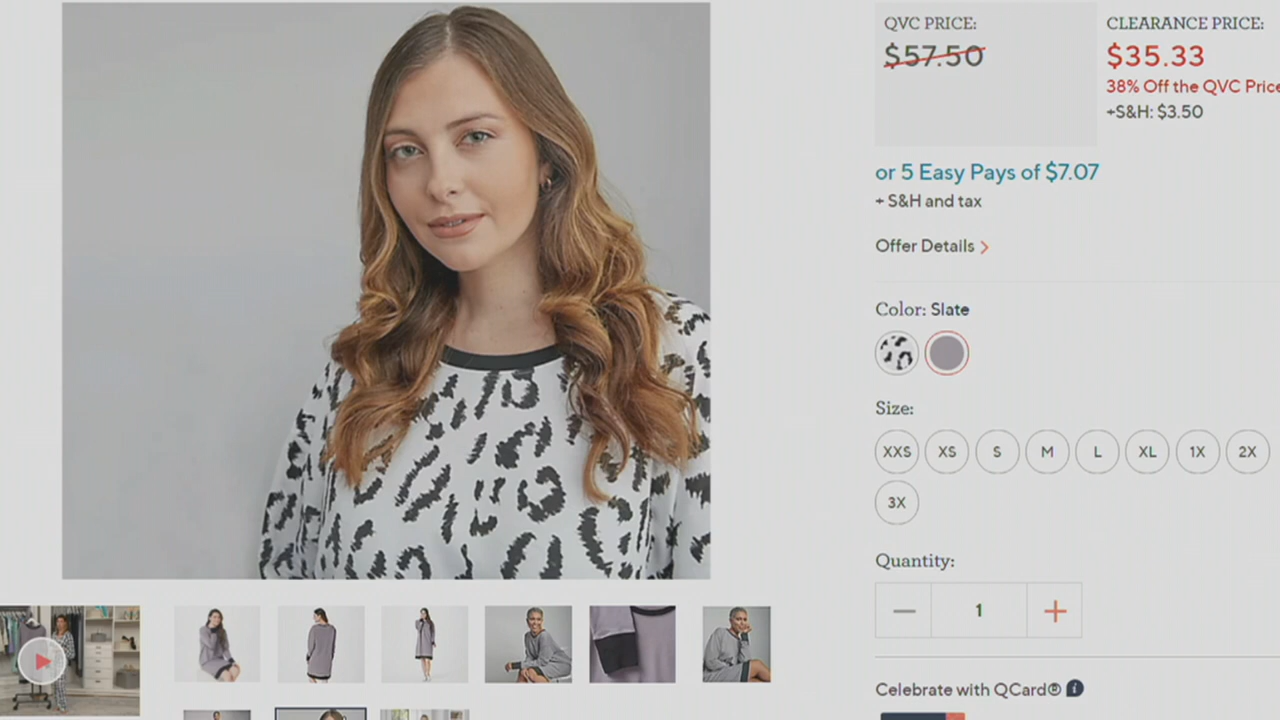 QVC PRICE:
$57.50
CLEARANCE PRICE:
$35.33
38% Off the QVC Price
+S&H: $3.50
or 5 Easy Pays of $7.07
+ S&H and tax
Offer Details
Color: Slate
Size:
XXS XS S M L XL 1X 2X
3X
Quantity:
1
Celebrate with QCard®